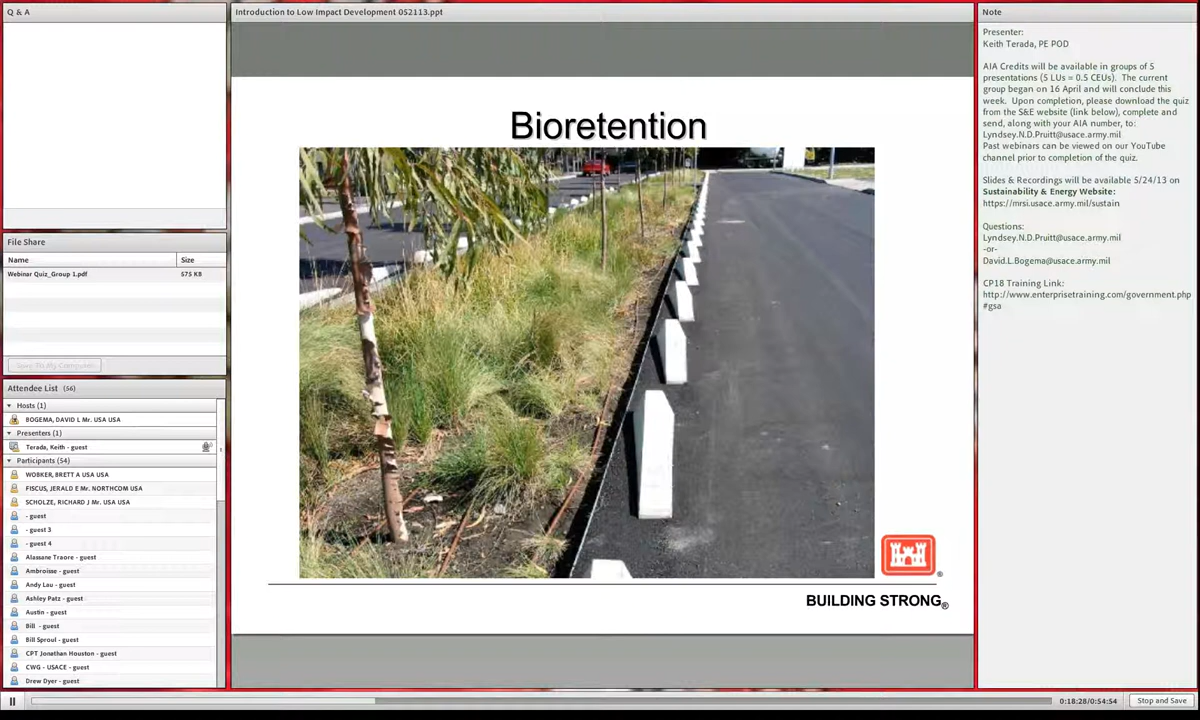 Q & A
File Share
Name
Size
Webinar Quiz_Group 1.pdf
575 KB
Save To My Computer
Attendee List (56)
Hosts (1)
BOGEMA, DAVID L Mr. USA USA
Presenters (1)
Terada, Keith - guest
Participants (54)
WOBKER, BRETT A USA USA
FISCUS, JERALD E Mr. NORTHCOM USA
SCHOLZE, RICHARD J Mr. USA USA
- guest
- guest 3
- guest 4
Alassane Traore - guest
Ambroisse - guest
Andy Lau - guest
Ashley Patz - guest
Austin - guest
Bill - guest
Bill Sproul - guest
CPT Jonathan Houston - guest
CWG - USACE - guest
Drew Dyer - guest
Introduction to Low Impact Development 052113.ppt
Bioretention
®
BUILDING STRONG®
Note
Presenter:
Keith Terada, PE POD
AIA Credits will be available in groups of 5
presentations (5 LUs = 0.5 CEUs). The current
group began on 16 April and will conclude this
week. Upon completion, please download the quiz
from the S&E website (link below), complete and
send, along with your AIA number, to:
Lyndsey.N.D.Pruitt@usace.army.mil
Past webinars can be viewed on our YouTube
channel prior to completion of the quiz.
Slides & Recordings will be available 5/24/13 on
Sustainability & Energy Website:
https://mrsi.usace.army.mil/sustain
Questions:
Lyndsey.N.D.Pruitt@usace.army.mil
-or-
David.L.Bogema@usace.army.mil
CP18 Training Link:
http://www.enterprisetraining.com/government.php
#gsa
0:18:28/0:54:54
Stop and Save